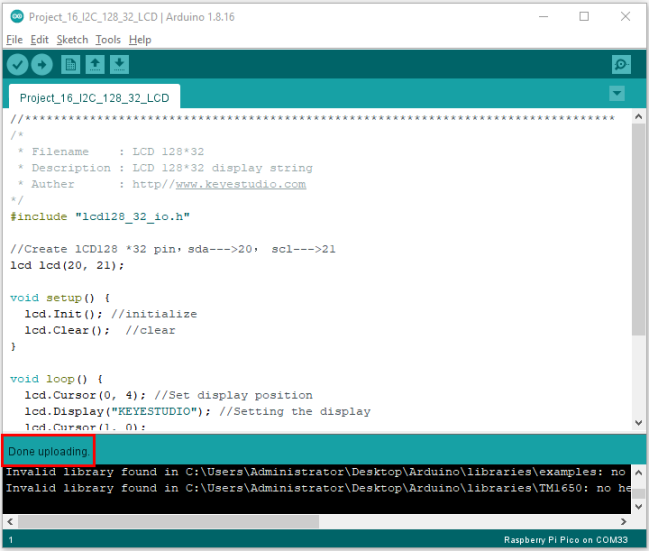 Project_16_I2C_128_32_LCD | Arduino 1.8.16
File Edit Sketch Tools Help
Project_16_I2C_128_32_LCD
//**********************************************************************************
/*
 * Filename    : LCD 128*32
 * Description : LCD 128*32 display string
 * Auther      : http//www.keyestudio.com
*/
#include "lcd128_32_io.h"
//Create lCD128 *32 pin，sda--->20， scl--->21
lcd lcd(20, 21);
void setup() {
  lcd.Init(); //initialize
  lcd.Clear();  //clear
}
void loop() {
  lcd.Cursor(0, 4); //Set display position
  lcd.Display("KEYESTUDIO"); //Setting the display
  lcd.Cursor(1, 0);
Done uploading.
Invalid library found in C:\Users\Administrator\Desktop\Arduino\libraries\examples: no
Invalid library found in C:\Users\Administrator\Desktop\Arduino\libraries\TM1650: no he
1
Raspberry Pi Pico on COM33